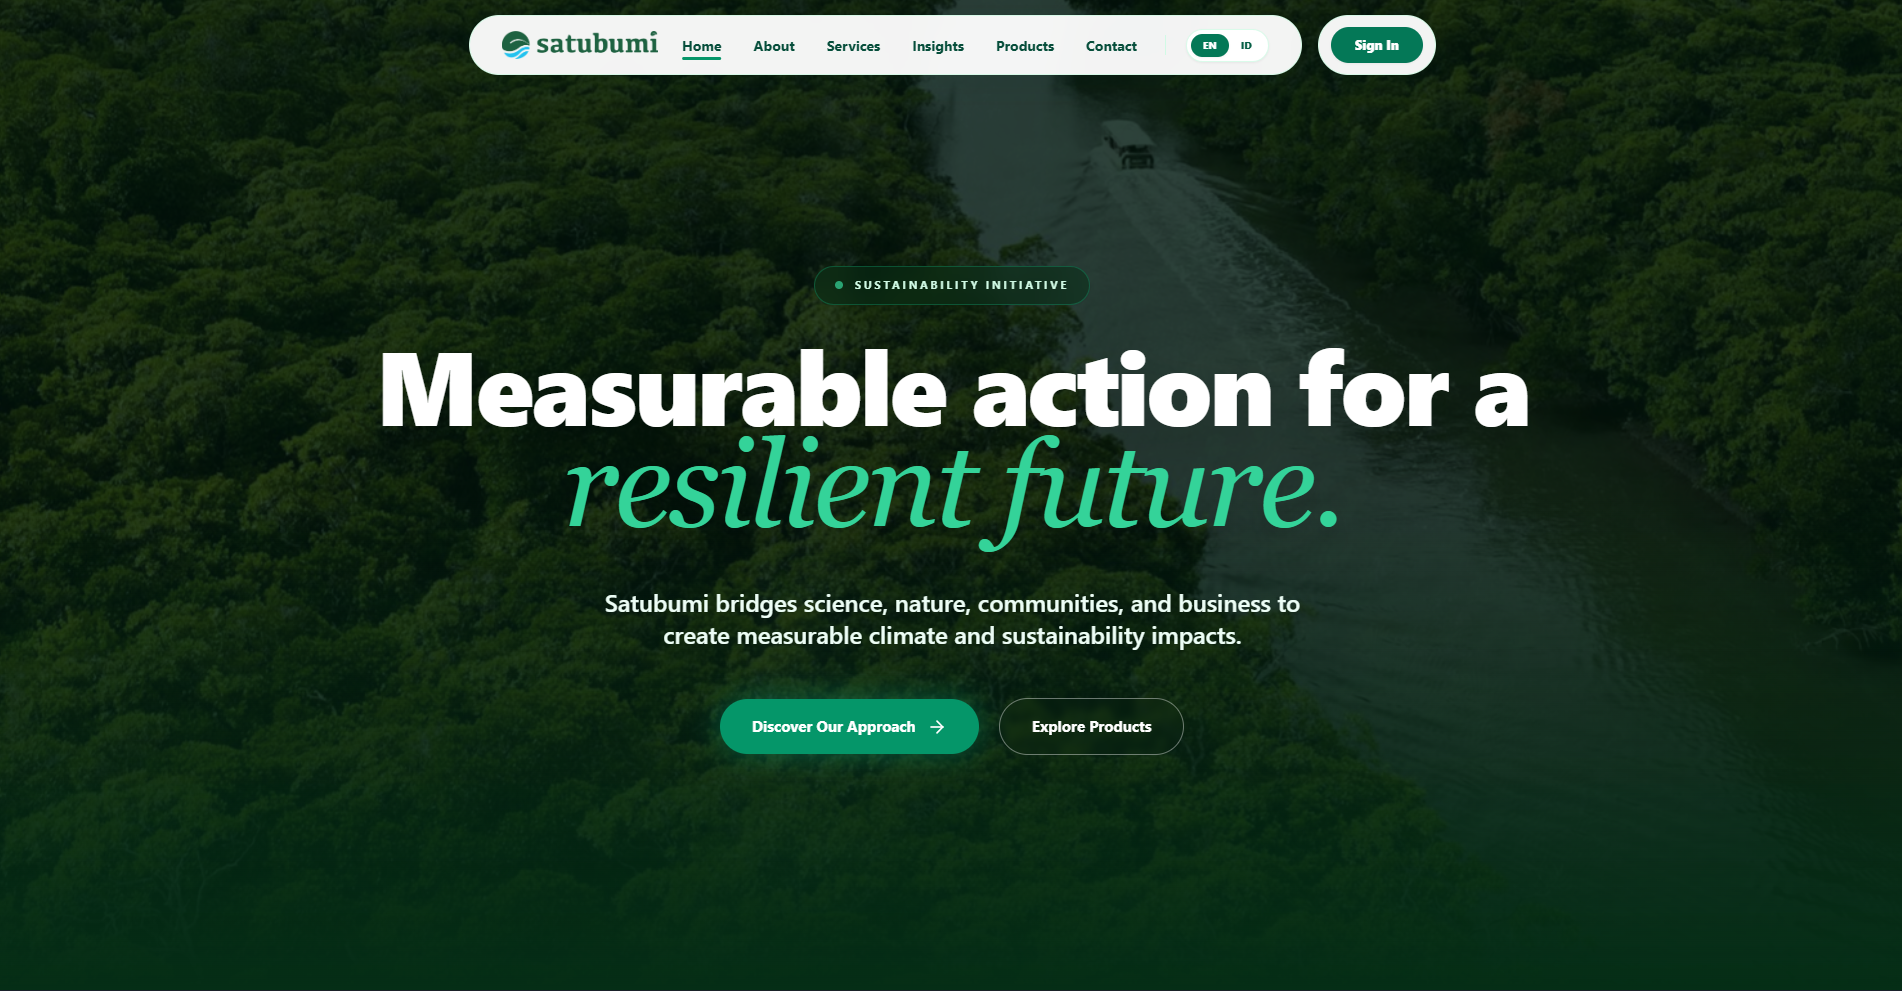 satubumi
Home About Services Insights Products Contact
EN ID
Sign In
SUSTAINABILITY INITIATIVE
Measurable action for a
resilient future.
Satubumi bridges science, nature, communities, and business to
create measurable climate and sustainability impacts.
Discover Our Approach →
Explore Products